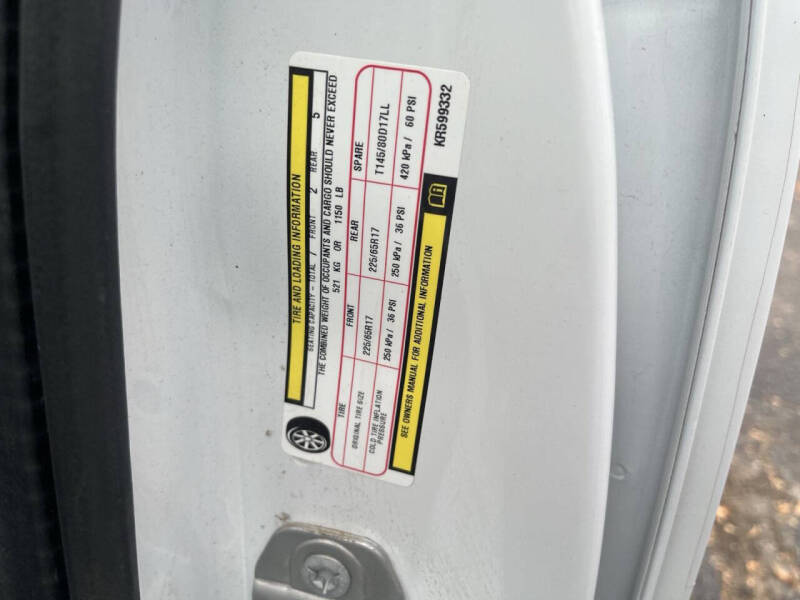 TIRE AND LOADING INFORMATION
SEATING CAPACITY - TOTAL 7 FRONT 2 REAR 5
THE COMBINED WEIGHT OF OCCUPANTS AND CARGO SHOULD NEVER EXCEED
521 KG OR 1150 LB
TIRE FRONT REAR SPARE
ORIGINAL TIRE SIZE 225/65R17 225/65R17 T145/80D17LL
COLD TIRE INFLATION PRESSURE 250 kPa / 36 PSI 250 kPa / 36 PSI 420 kPa / 60 PSI
SEE OWNERS MANUAL FOR ADDITIONAL INFORMATION
KR599332